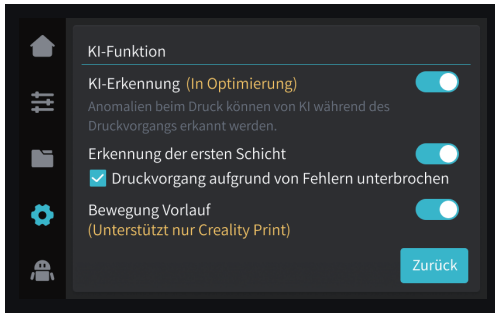 KI-Funktion
KI-Erkennung (In Optimierung)
Anomalien beim Druck können von KI während des
Druckvorgangs erkannt werden.
Erkennung der ersten Schicht
Druckvorgang aufgrund von Fehlern unterbrochen
Bewegung Vorlauf
(Unterstützt nur Creality Print)
Zurück